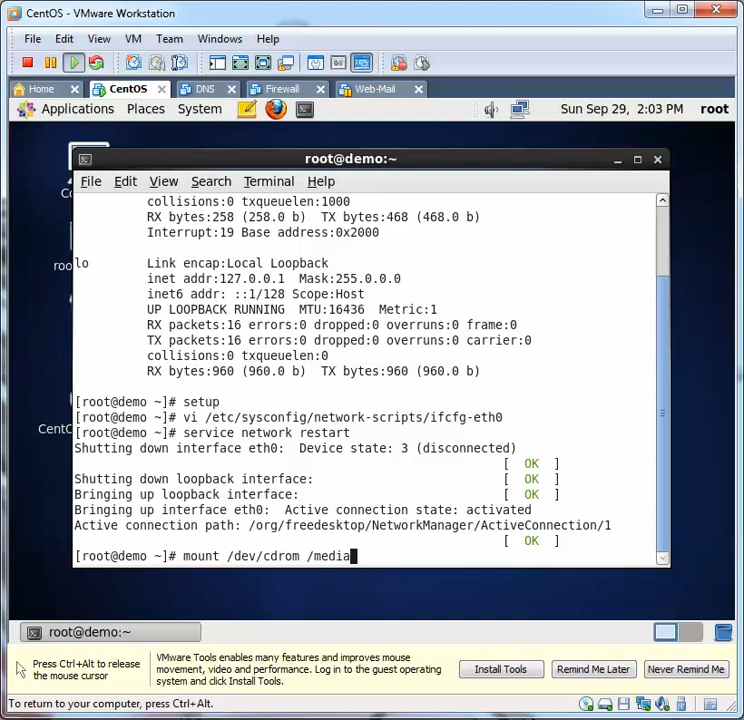 CentOS - VMware Workstation
File Edit View VM Team Windows Help
Home CentOS DNS Firewall Web-Mail
Applications Places System Sun Sep 29, 2:03 PM root
root@demo:~
File Edit View Search Terminal Help
collisions:0 txqueuelen:1000
RX bytes:258 (258.0 b) TX bytes:468 (468.0 b)
Interrupt:19 Base address:0x2000
lo Link encap:Local Loopback
inet addr:127.0.0.1 Mask:255.0.0.0
inet6 addr: ::1/128 Scope:Host
UP LOOPBACK RUNNING MTU:16436 Metric:1
RX packets:16 errors:0 dropped:0 overruns:0 frame:0
TX packets:16 errors:0 dropped:0 overruns:0 carrier:0
collisions:0 txqueuelen:0
RX bytes:960 (960.0 b) TX bytes:960 (960.0 b)
[root@demo ~]# setup
[root@demo ~]# vi /etc/sysconfig/network-scripts/ifcfg-eth0
[root@demo ~]# service network restart
Shutting down interface eth0: Device state: 3 (disconnected)
[ OK ]
Shutting down loopback interface: [ OK ]
Bringing up loopback interface: [ OK ]
Bringing up interface eth0: Active connection state: activated
Active connection path: /org/freedesktop/NetworkManager/ActiveConnection/1
[ OK ]
[root@demo ~]# mount /dev/cdrom /media
root@demo:~
Press Ctrl+Alt to release
the mouse cursor
VMware Tools enables many features and improves mouse
movement, video and performance. Log in to the guest operating
system and click Install Tools.
Install Tools Remind Me Later Never Remind Me
To return to your computer, press Ctrl+Alt.